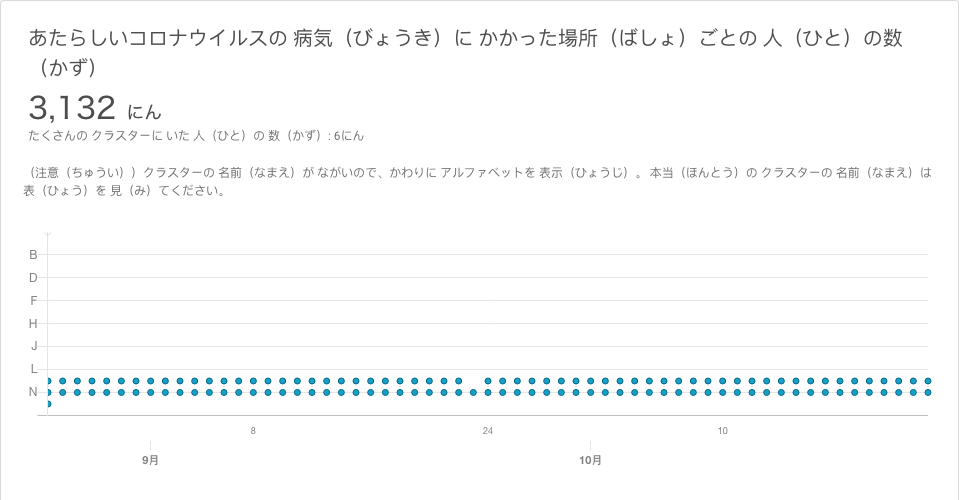 あたらしいコロナウイルスの 病気（びょうき）に かかった場所（ばしょ）ごとの 人（ひと）の数
（かず）
3,132 にん
たくさんの クラスターに いた 人（ひと）の 数（かず）: 6にん
（注意（ちゅうい））クラスターの 名前（なまえ）が ながいので、かわりに アルファベットを 表示（ひょうじ）。 本当（ほんとう）の クラスターの 名前（なまえ）は
表（ひょう）を 見（み）てください。
B
D
F
H
J
L
N
8 24 10
9月 10月